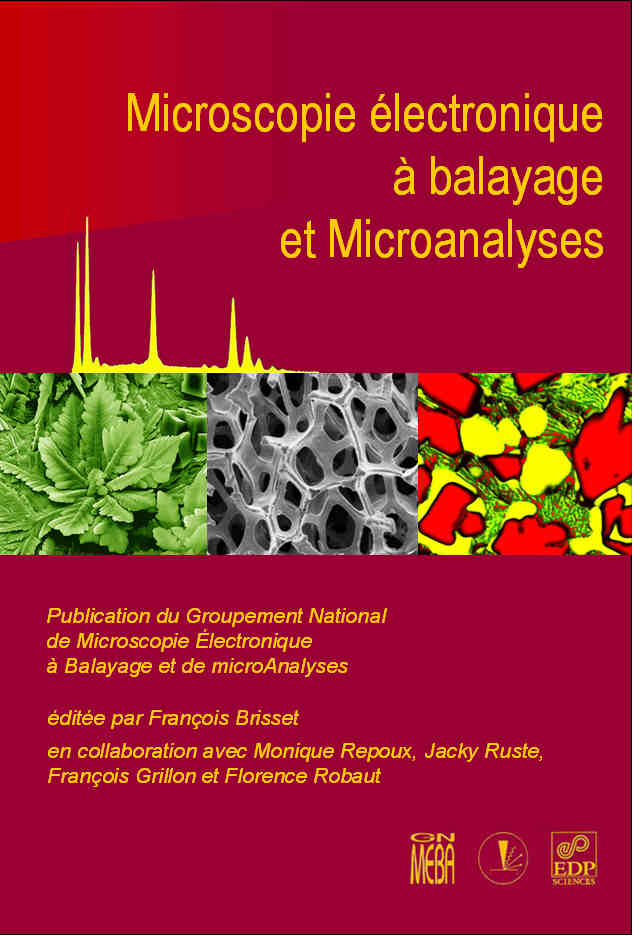 Microscopie électronique
à balayage
et Microanalyses
Publication du Groupement National
de Microscopie Électronique
à Balayage et de microAnalyses
éditée par François Brisset
en collaboration avec Monique Repoux, Jacky Ruste,
François Grillon et Florence Robaut
GN
MEBA
EDP
SCIENCES